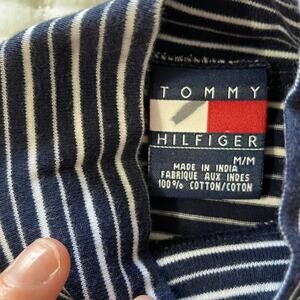 TOMMY
HILFIGER
M/M
MADE IN INDIA
FABRIQUE AUX INDES
100% COTTON/COTON